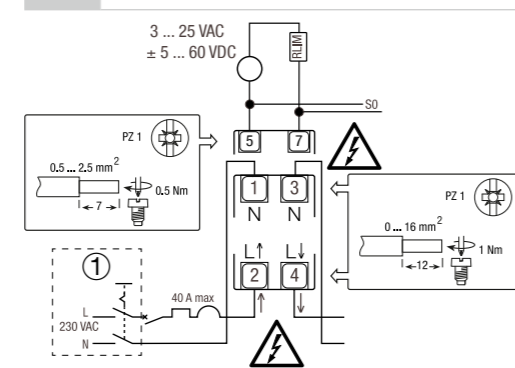 3 ... 25 VAC
± 5 ... 60 VDC
RLIM
S0
5
7
PZ 1
0.5 ... 2.5 mm²
0.5 Nm
7
1
3
N
N
PZ 1
0 ... 16 mm²
1 Nm
12
L↑
L↓
2
4
1
40 A max
L
230 VAC
N